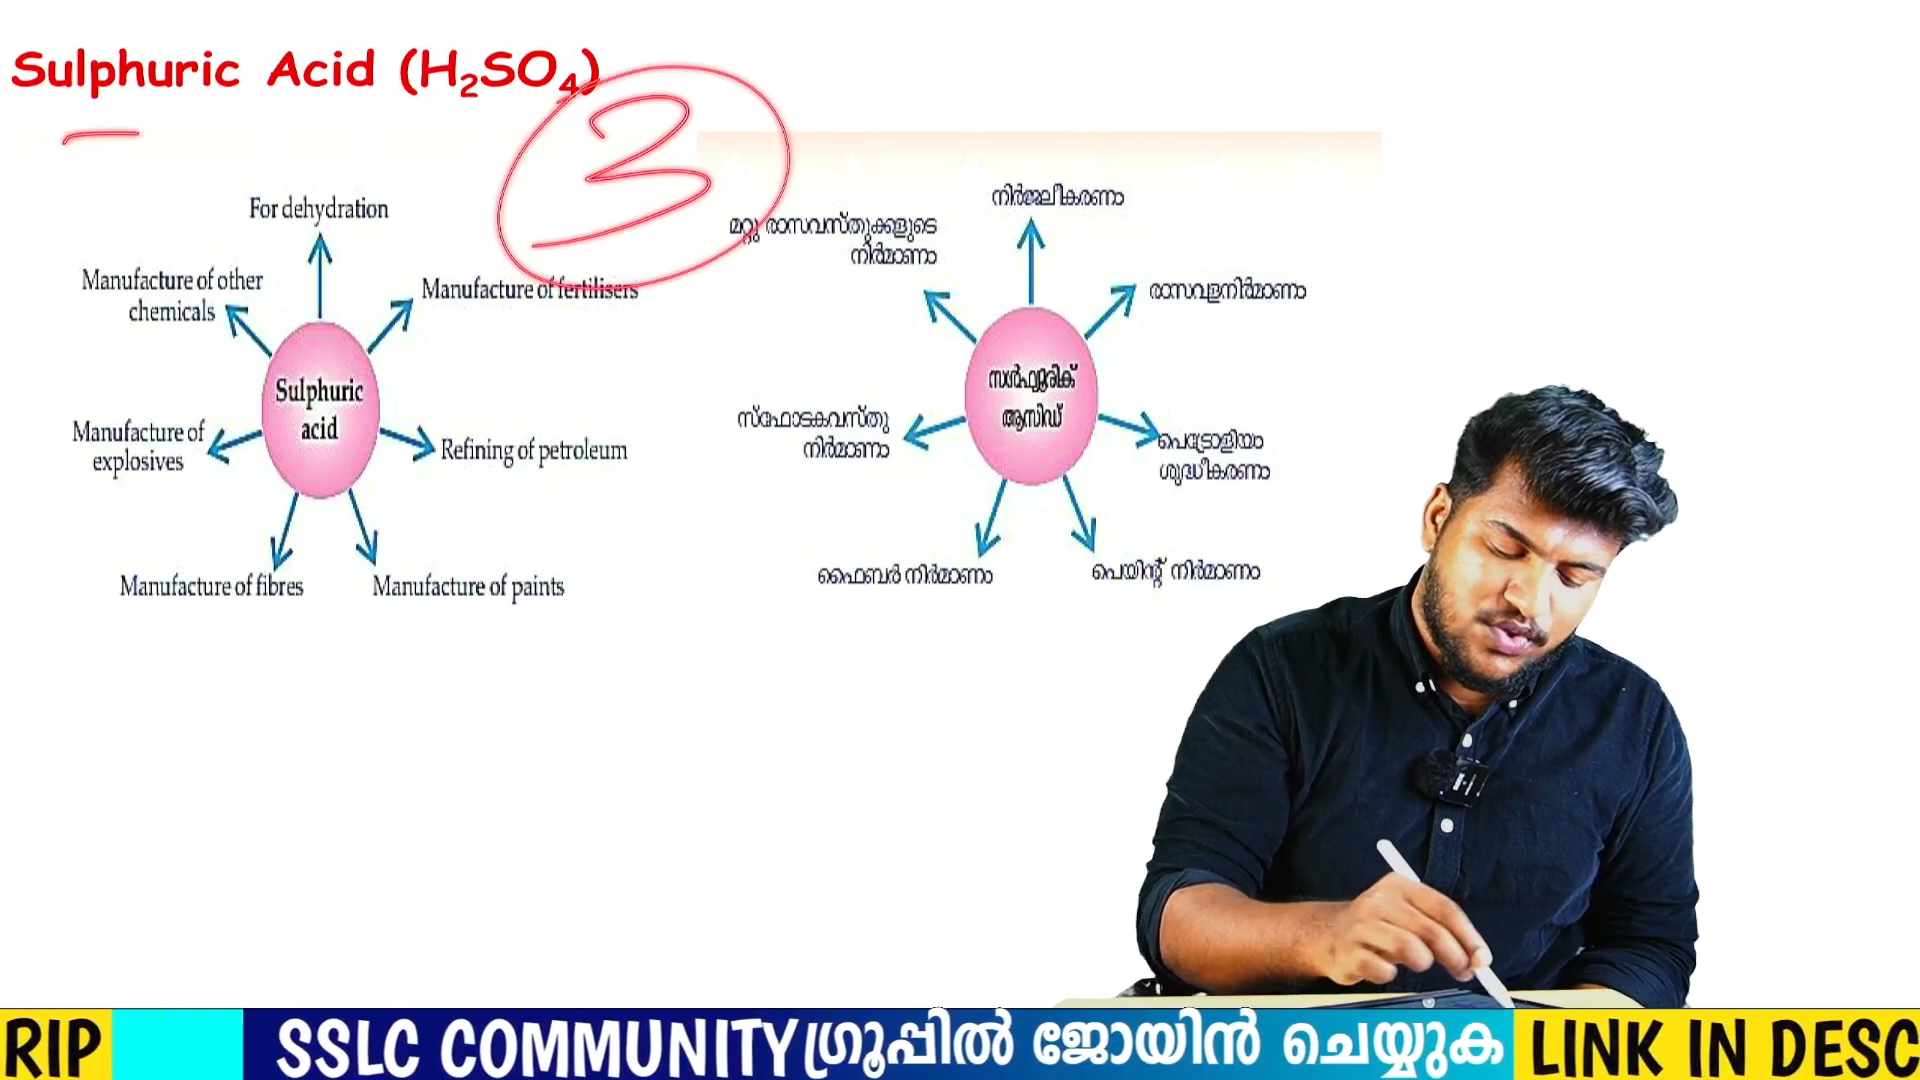 Sulphuric Acid (H₂SO₄)
3
For dehydration
Manufacture of other
chemicals
Manufacture of fertilisers
Sulphuric
acid
Manufacture of
explosives
Refining of petroleum
Manufacture of fibres
Manufacture of paints
നിർജ്ജലീകരണം
മറ്റു രാസവസ്തുക്കളുടെ
നിർമാണം
രാസവളനിർമാണം
സൾഫ്യൂരിക്
ആസിഡ്
സ്ഫോടകവസ്തു
നിർമാണം
പെട്രോളിയം
ശുദ്ധീകരണം
ഫൈബർ നിർമാണം
പെയിന്റ് നിർമാണം
RIP
SSLC COMMUNITY ഗ്രൂപ്പിൽ ജോയിൻ ചെയ്യുക
LINK IN DESC